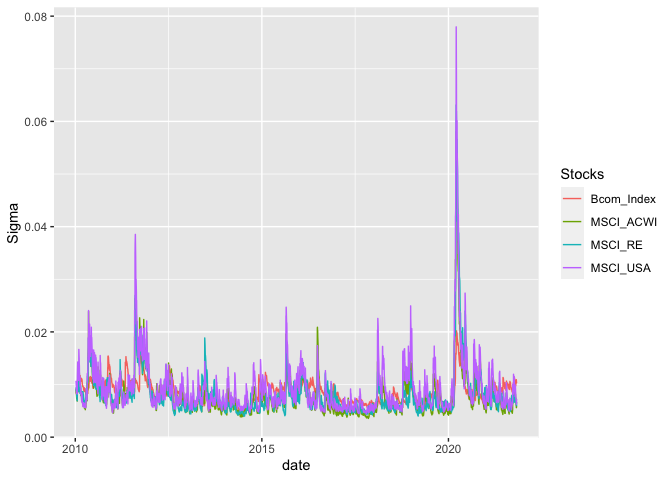 0.08
0.06
0.04
0.02
0.00
Sigma
2010
2015
2020
date
Stocks
Bcom_Index
MSCI_ACWI
MSCI_RE
MSCI_USA